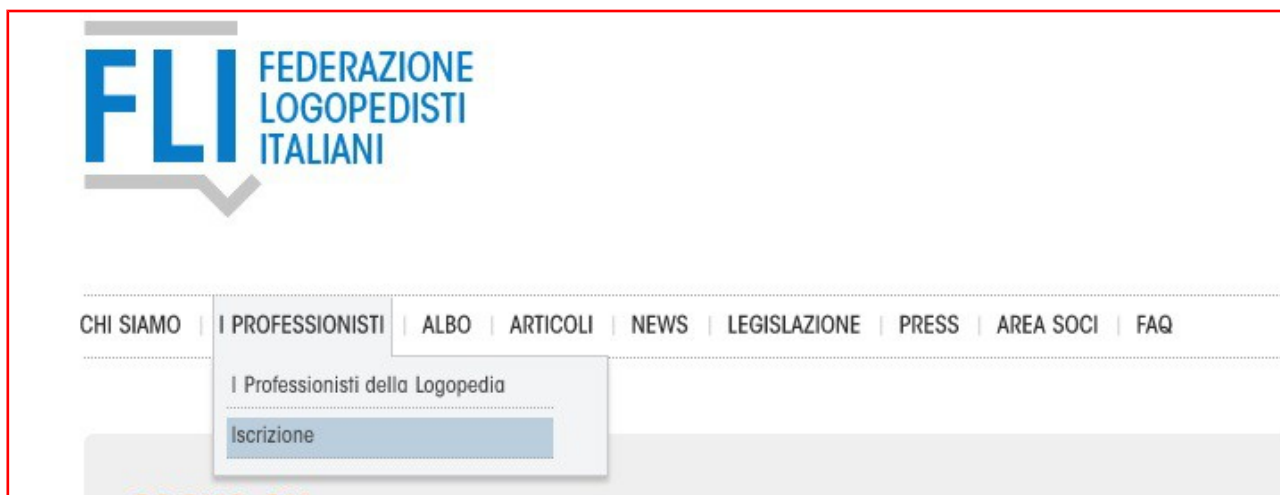 FLI
FEDERAZIONE
LOGOPEDISTI
ITALIANI
CHI SIAMO | I PROFESSIONISTI | ALBO | ARTICOLI | NEWS | LEGISLAZIONE | PRESS | AREA SOCI | FAQ
I Professionisti della Logopedia
Iscrizione